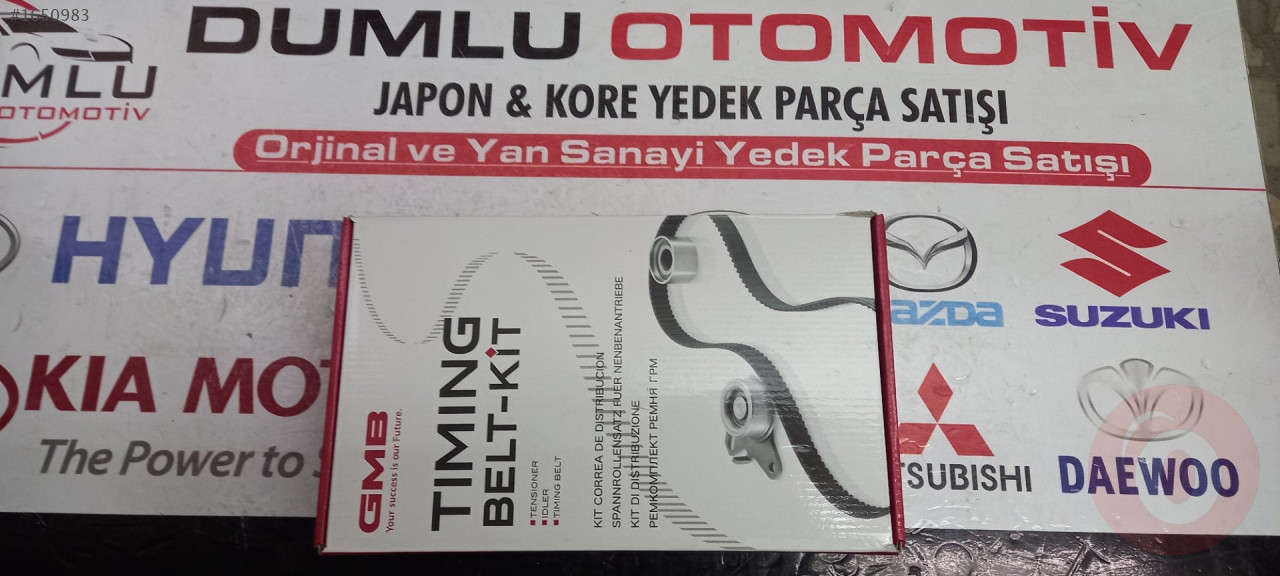 #1650983
DUMLU OTOMOTİV
MLU
OTOMOTİV
JAPON & KORE YEDEK PARÇA SATIŞI
Orjinal ve Yan Sanayi Yedek Parça Satışı
HYUN
AZDA
SUZUKI
KIA MOT
The Power to S
TSUBISHI
DAEWOO
GMB
Your success is our Future.
TIMING
BELT-KiT
TENSIONER
IDLER
TIMING BELT
KIT CORREA DE DISTRIBUCION
SPANNROLLENSATZ FUER NENBENANTRIEBE
KIT DI DISTRIBUZIONE
РЕМКОМПЛЕКТ РЕМНЯ ГРМ